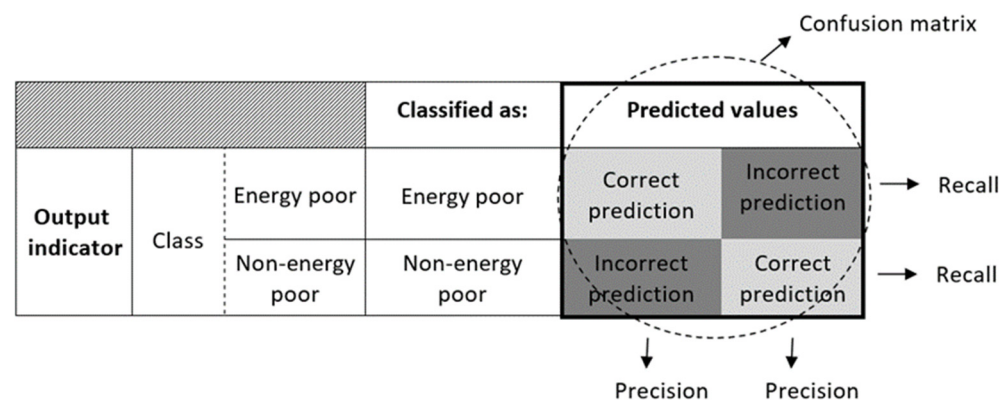 Confusion matrix
Classified as:
Predicted values
Output
indicator
Class
Energy poor
Energy poor
Correct
prediction
Incorrect
prediction
Recall
Non-energy
poor
Non-energy
poor
Incorrect
prediction
Correct
prediction
Recall
Precision
Precision